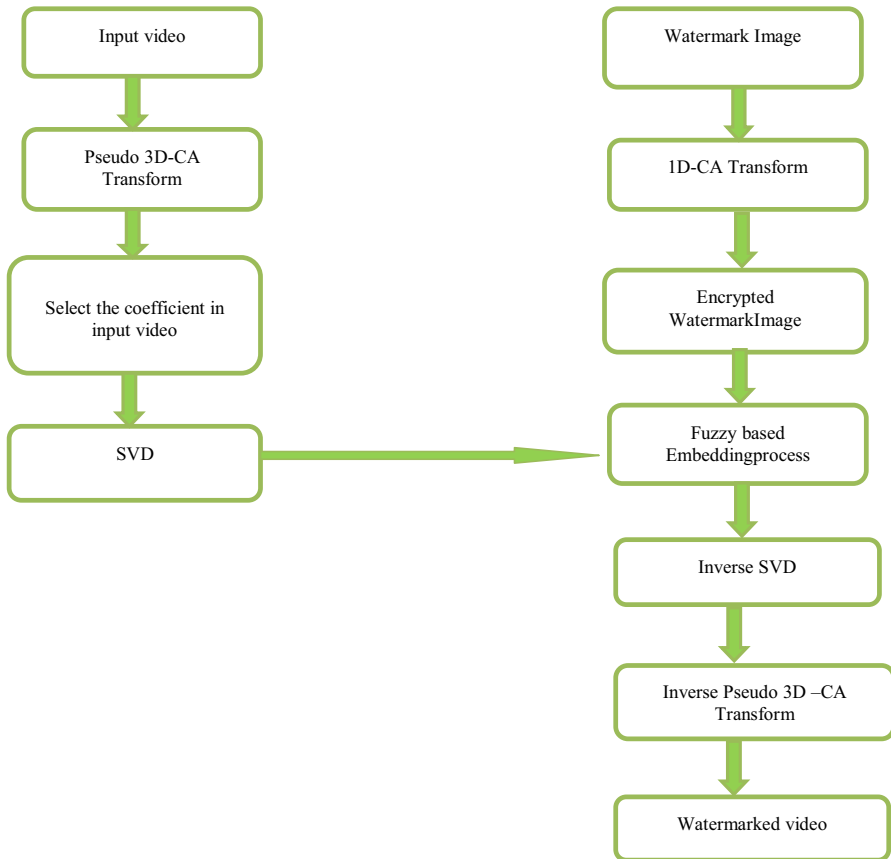 Input video
Pseudo 3D-CA
Transform
Select the coefficient in
input video
SVD
Watermark Image
1D-CA Transform
Encrypted
WatermarkImage
Fuzzy based
Embeddingprocess
Inverse SVD
Inverse Pseudo 3D –CA
Transform
Watermarked video